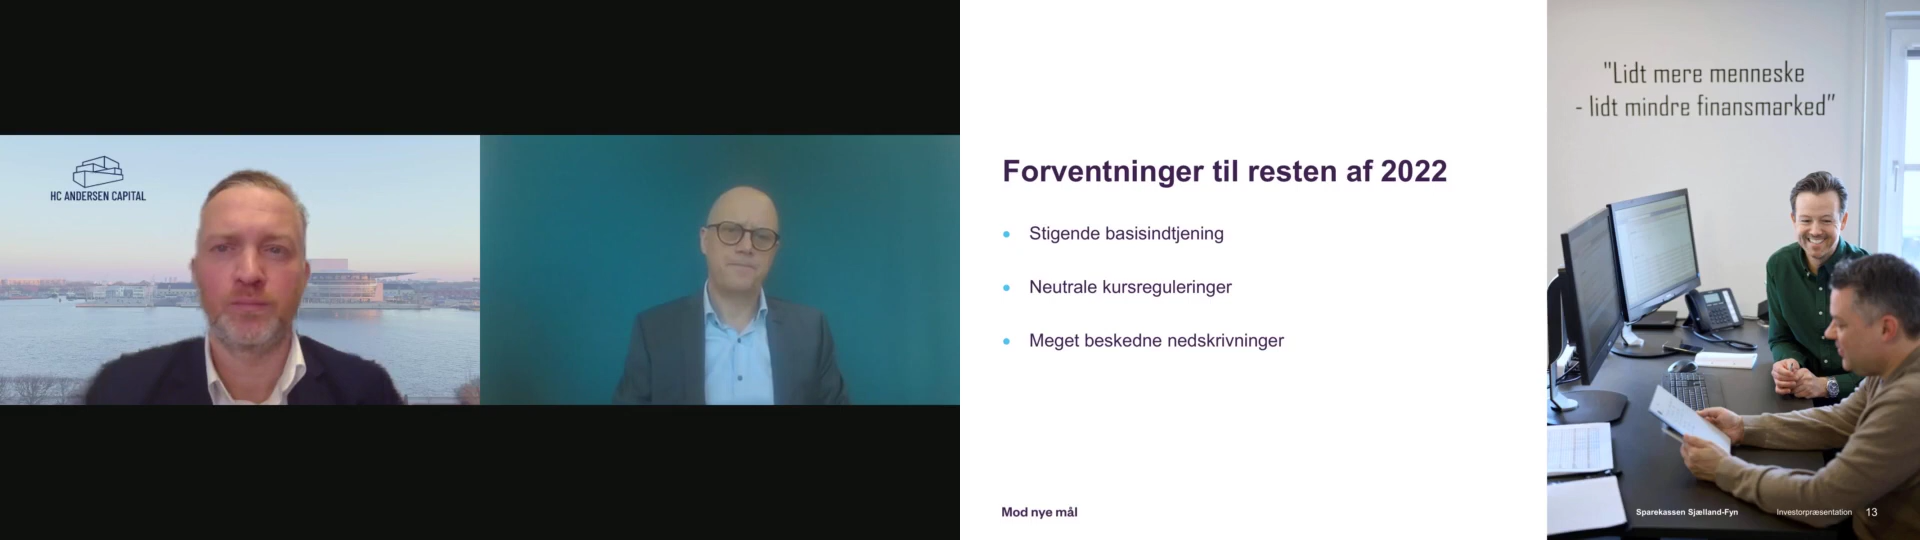 HC ANDERSEN CAPITAL
Forventninger til resten af 2022
Stigende basisindtjening
Neutrale kursreguleringer
Meget beskedne nedskrivninger
Mod nye mål
"Lidt mere menneske
- lidt mindre finansmarked”
Sparekassen Sjælland-Fyn Investorpræsentation 13